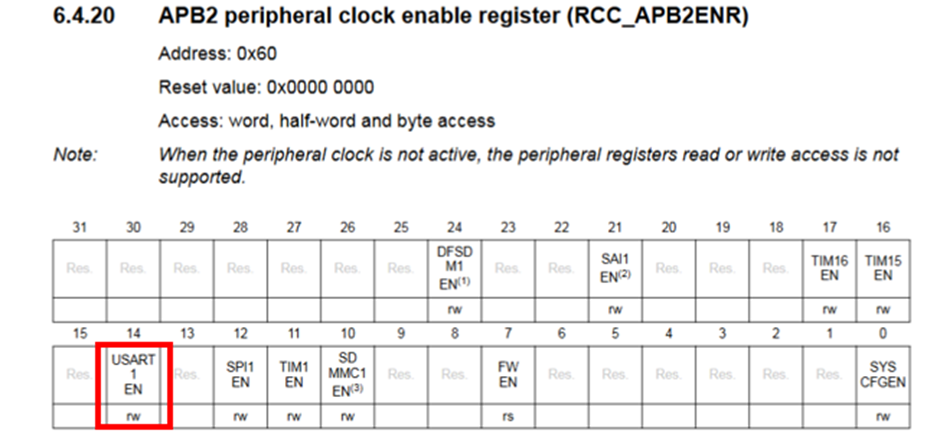 6.4.20 APB2 peripheral clock enable register (RCC_APB2ENR)
Address: 0x60
Reset value: 0x0000 0000
Access: word, half-word and byte access
Note: When the peripheral clock is not active, the peripheral registers read or write access is not
supported.
31 30 29 28 27 26 25 24 23 22 21 20 19 18 17 16
Res. Res. Res. Res. Res. Res. Res. DFSDM1EN(1) Res. Res. SAI1EN(2) Res. Res. Res. TIM16EN TIM15EN
rw rw rw rw
15 14 13 12 11 10 9 8 7 6 5 4 3 2 1 0
Res. USART1EN Res. SPI1EN TIM1EN SDMMC1EN(3) Res. Res. FWEN Res. Res. Res. Res. Res. Res. SYSCFGEN
rw rw rw rw rs rw